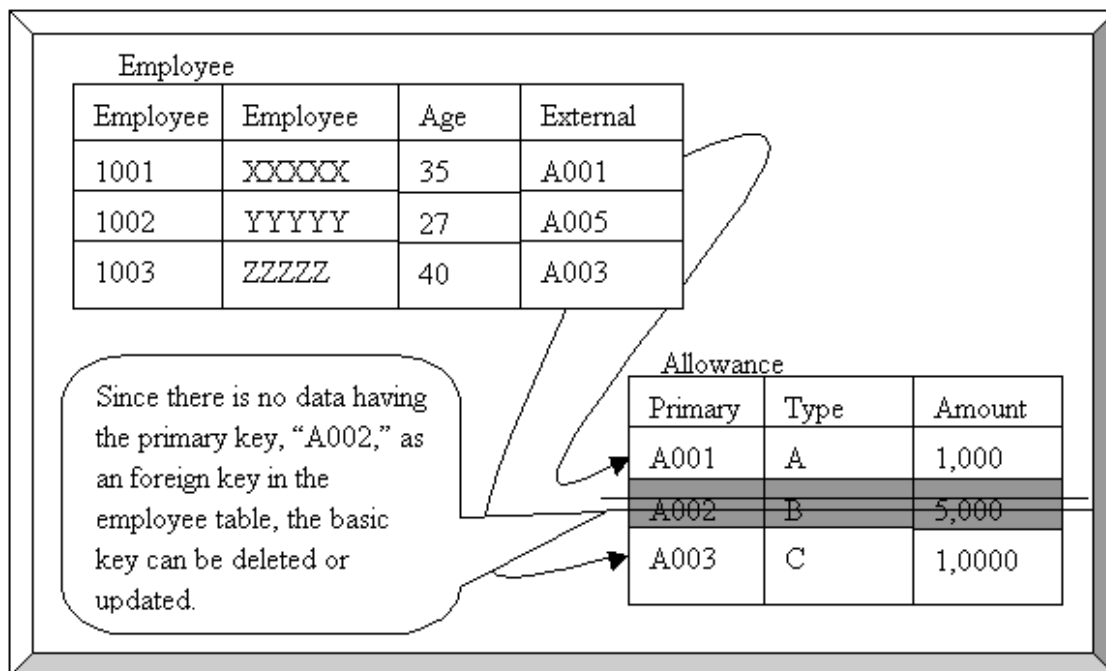 Employee
Employee Employee Age External
1001 XXXXX 35 A001
1002 YYYYY 27 A005
1003 ZZZZZ 40 A003
Since there is no data having
the primary key, “A002,” as
an foreign key in the
employee table, the basic
key can be deleted or
updated.
Allowance
Primary Type Amount
A001 A 1,000
A002 B 5,000
A003 C 1,0000